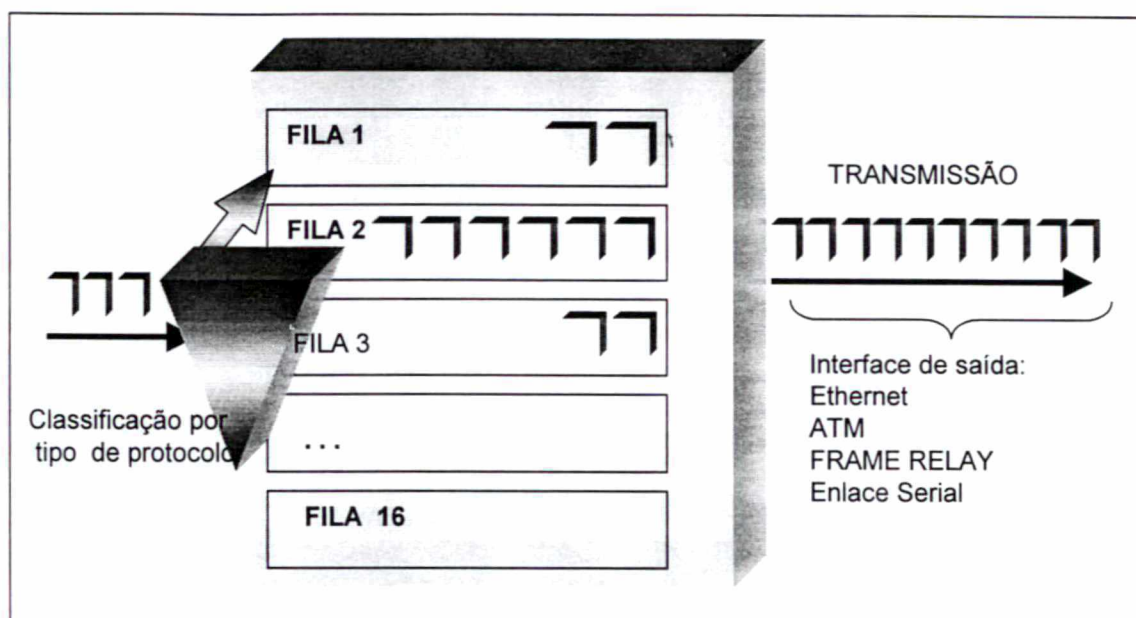 FILA 1
TRANSMISSÃO
FILA 2
FILA 3
Classificação por
tipo de protocolo
. . .
FILA 16
Interface de saída:
Ethernet
ATM
FRAME RELAY
Enlace Serial